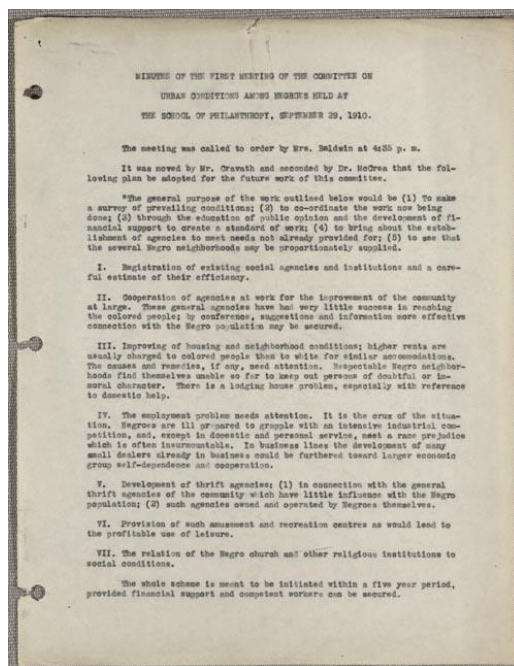 MINUTES OF THE FIRST MEETING OF THE COMMITTEE ON
URBAN CONDITIONS AMONG NEGROES HELD AT
THE SCHOOL OF PHILANTHROPY, SEPTEMBER 29, 1910.
The meeting was called to order by Mrs. Baldwin at 4:35 p. m.
It was moved by Mr. Cravath and seconded by Dr. McCrea that the fol-
lowing plan be adopted for the future work of this committee.
"The general purpose of the work outlined below would be (1) To make
a survey of prevailing conditions; (2) to co-ordinate the work now being
done; (3) through the education of public opinion and the development of fi-
nancial support to create a standard of work; (4) to bring about the estab-
lishment of agencies to meet needs not already provided for; (5) to see that
the several Negro neighborhoods may be proportionately supplied.
I. Registration of existing social agencies and institutions and a care-
ful estimate of their efficiency.
II. Cooperation of agencies at work for the improvement of the community
at large. These general agencies have had very little success in reaching
the colored people; by conference, suggestions and information more effective
connection with the Negro population may be secured.
III. Improving of housing and neighborhood conditions; higher rents are
usually charged to colored people than to white for similar accommodations.
The causes and remedies, if any, need attention. Respectable Negro neighbor-
hoods find themselves unable so far to keep out persons of doubtful or im-
moral character. There is a lodging house problem, especially with reference
to domestic help.
IV. The employment problem needs attention. It is the crux of the situa-
tion. Negroes are ill prepared to grapple with an intensive industrial com-
petition, and, except in domestic and personal service, meet a race prejudice
which is often insurmountable. In business lines the development of many
small dealers already in business could be furthered toward larger economic
group self-dependence and cooperation.
V. Development of thrift agencies; (1) in connection with the general
thrift agencies of the community which have little influence with the Negro
population; (2) such agencies owned and operated by Negroes themselves.
VI. Provision of such amusement and recreation centres as would lead to
the profitable use of leisure.
VII. The relation of the Negro church and other religious institutions to
social conditions.
The whole scheme is meant to be initiated within a five year period,
provided financial support and competent workers can be secured.